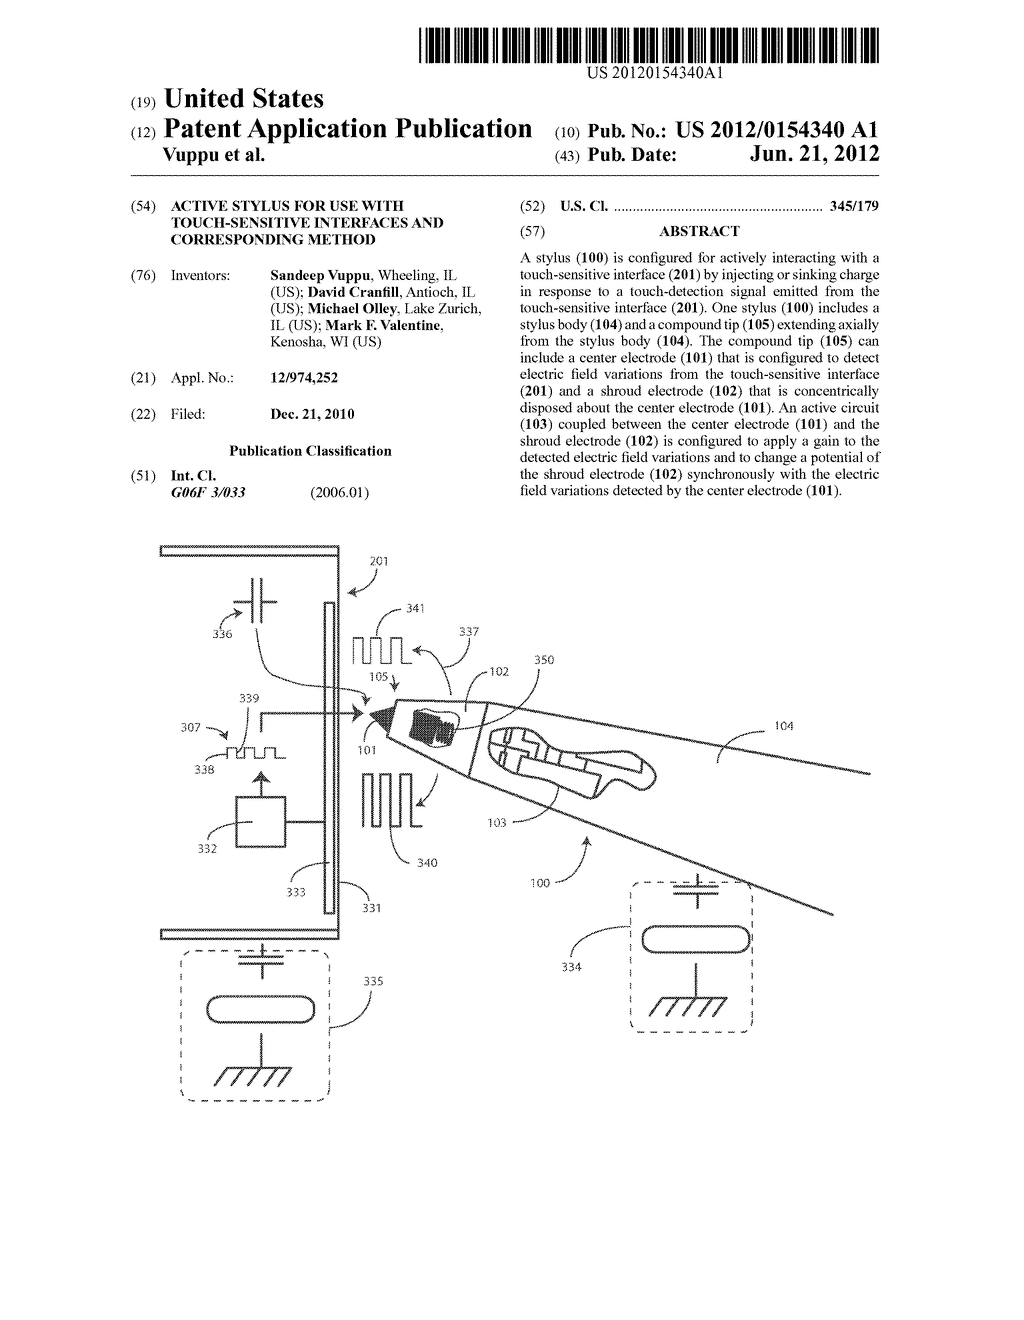 US 20120154340A1
(19) United States
(12) Patent Application Publication
Vuppu et al.
(10) Pub. No.: US 2012/0154340 A1
(43) Pub. Date: Jun. 21, 2012
(54) ACTIVE STYLUS FOR USE WITH
TOUCH-SENSITIVE INTERFACES AND
CORRESPONDING METHOD
(76) Inventors: Sandeep Vuppu, Wheeling, IL
(US); David Cranfill, Antioch, IL
(US); Michael Olley, Lake Zurich,
IL (US); Mark F. Valentine,
Kenosha, WI (US)
(21) Appl. No.: 12/974,252
(22) Filed: Dec. 21, 2010
Publication Classification
(51) Int. Cl.
G06F 3/033 (2006.01)
(52) U.S. Cl. ........................................................ 345/179
(57) ABSTRACT
A stylus (100) is configured for actively interacting with a
touch-sensitive interface (201) by injecting or sinking charge
in response to a touch-detection signal emitted from the
touch-sensitive interface (201). One stylus (100) includes a
stylus body (104) and a compound tip (105) extending axially
from the stylus body (104). The compound tip (105) can
include a center electrode (101) that is configured to detect
electric field variations from the touch-sensitive interface
(201) and a shroud electrode (102) that is concentrically
disposed about the center electrode (101). An active circuit
(103) coupled between the center electrode (101) and the
shroud electrode (102) is configured to apply a gain to the
detected electric field variations and to change a potential of
the shroud electrode (102) synchronously with the electric
field variations detected by the center electrode (101).
201
341
336
337
350
102
105
339
307
338
101
104
103
332
340
333
331
100
334
335